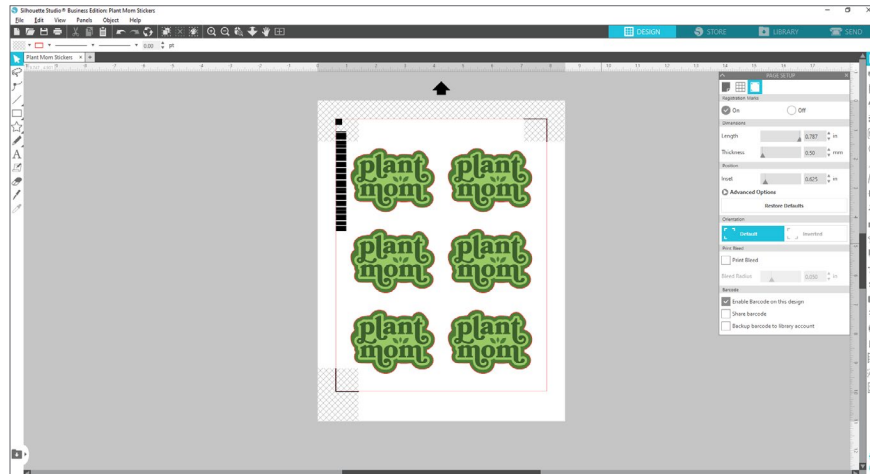 Silhouette Studio® Business Edition: Plant Mom Stickers
File Edit View Panels Object Help
DESIGN
STORE
LIBRARY
SEND
0.00
pt
Plant Mom Stickers
PAGE SETUP
Registration Marks
On
Off
Dimensions
Length 0.787 in
Thickness 0.50 mm
Position
Inset 0.625 in
Advanced Options
Restore Defaults
Orientation
Default
Inverted
Print Bleed
Print Bleed
Bleed Radius in
Barcode
Enable Barcode on this design
Share barcode
Backup barcode to library account
plant mom
plant mom
plant mom
plant mom
plant mom
plant mom